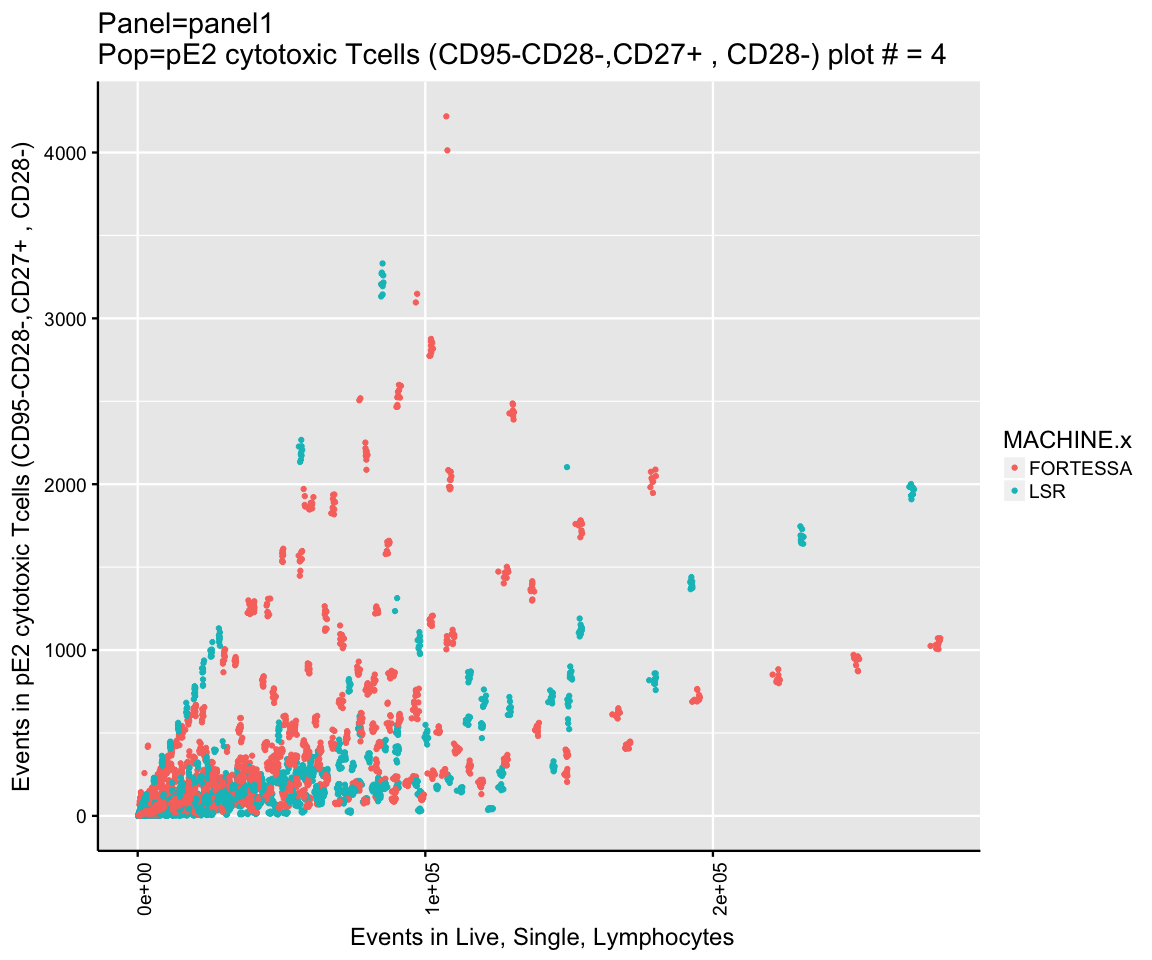 Panel=panel1
Pop=pE2 cytotoxic Tcells (CD95-CD28-,CD27+ , CD28-) plot # = 4
Events in pE2 cytotoxic Tcells (CD95-CD28-,CD27+ , CD28-)
4000
3000
2000
1000
0
0e+00
1e+05
2e+05
Events in Live, Single, Lymphocytes
MACHINE.x
FORTESSA
LSR